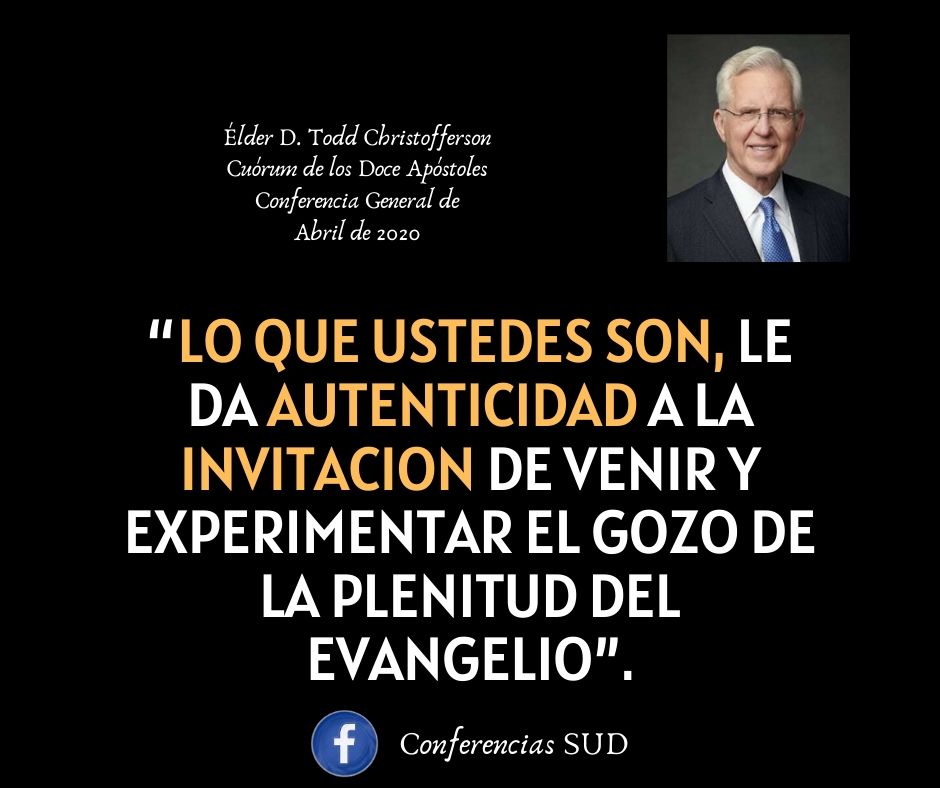 Élder D. Todd Christofferson
Cuórum de los Doce Apóstoles
Conferencia General de
Abril de 2020
“LO QUE USTEDES SON, LE
DA AUTENTICIDAD A LA
INVITACION DE VENIR Y
EXPERIMENTAR EL GOZO DE
LA PLENITUD DEL
EVANGELIO”.
f Conferencias SUD